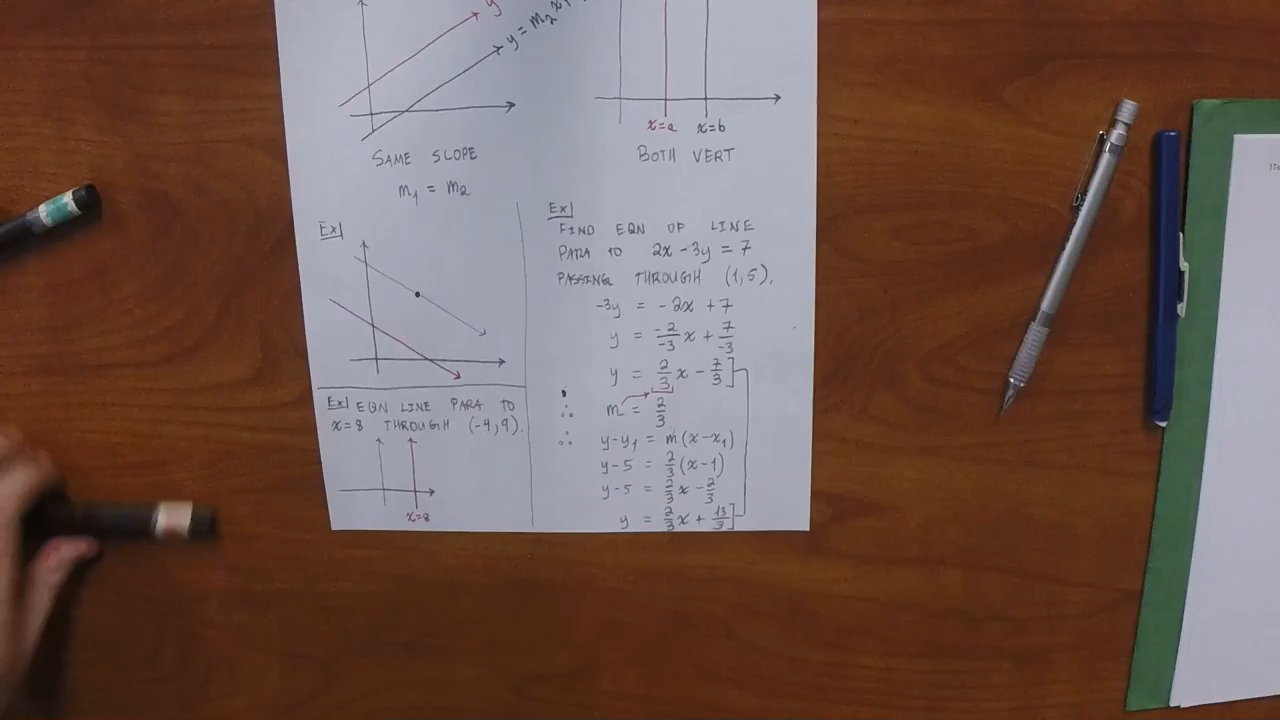 y
y = m₂x+
x=a x=b
SAME SLOPE
m₁ = m₂
BOTH VERT
Ex
Ex
EQN LINE PARA TO
x=8 THROUGH (-4,9).
x=8
Ex
FIND EQN OF LINE
PARA TO 2x-3y = 7
PASSING THROUGH (1,5).
-3y = -2x +7
y = -2/-3 x + 7/-3
y = 2/3 x - 7/3
∴ m = 2/3
∴ y-y₁ = m(x-x₁)
y-5 = 2/3(x-1)
y-5 = 2/3x - 2/3
y = 2/3x + 13/3